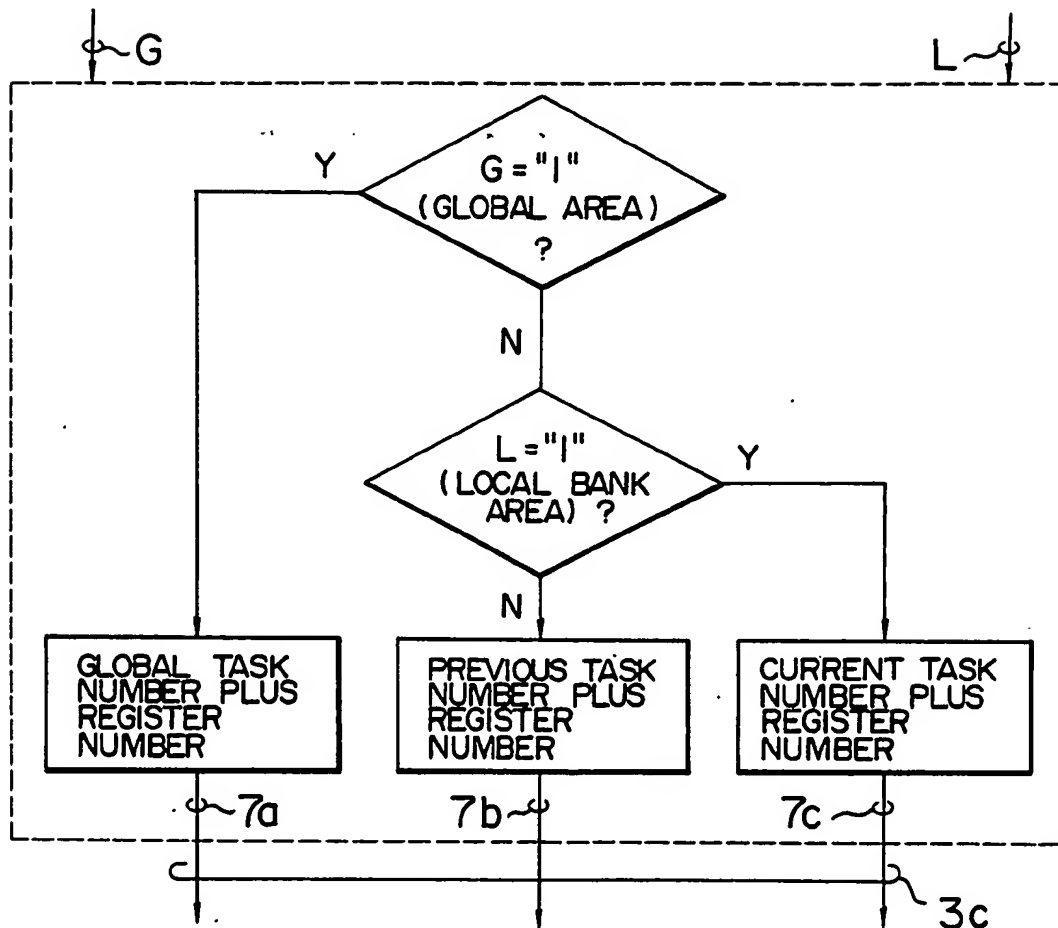 G
L
Y
G = "1"
(GLOBAL AREA)
?
N
L = "1"
(LOCAL BANK
AREA) ?
Y
N
GLOBAL TASK
NUMBER PLUS
REGISTER
NUMBER
PREVIOUS TASK
NUMBER PLUS
REGISTER
NUMBER
CURRENT TASK
NUMBER PLUS
REGISTER
NUMBER
7a
7b
7c
3c